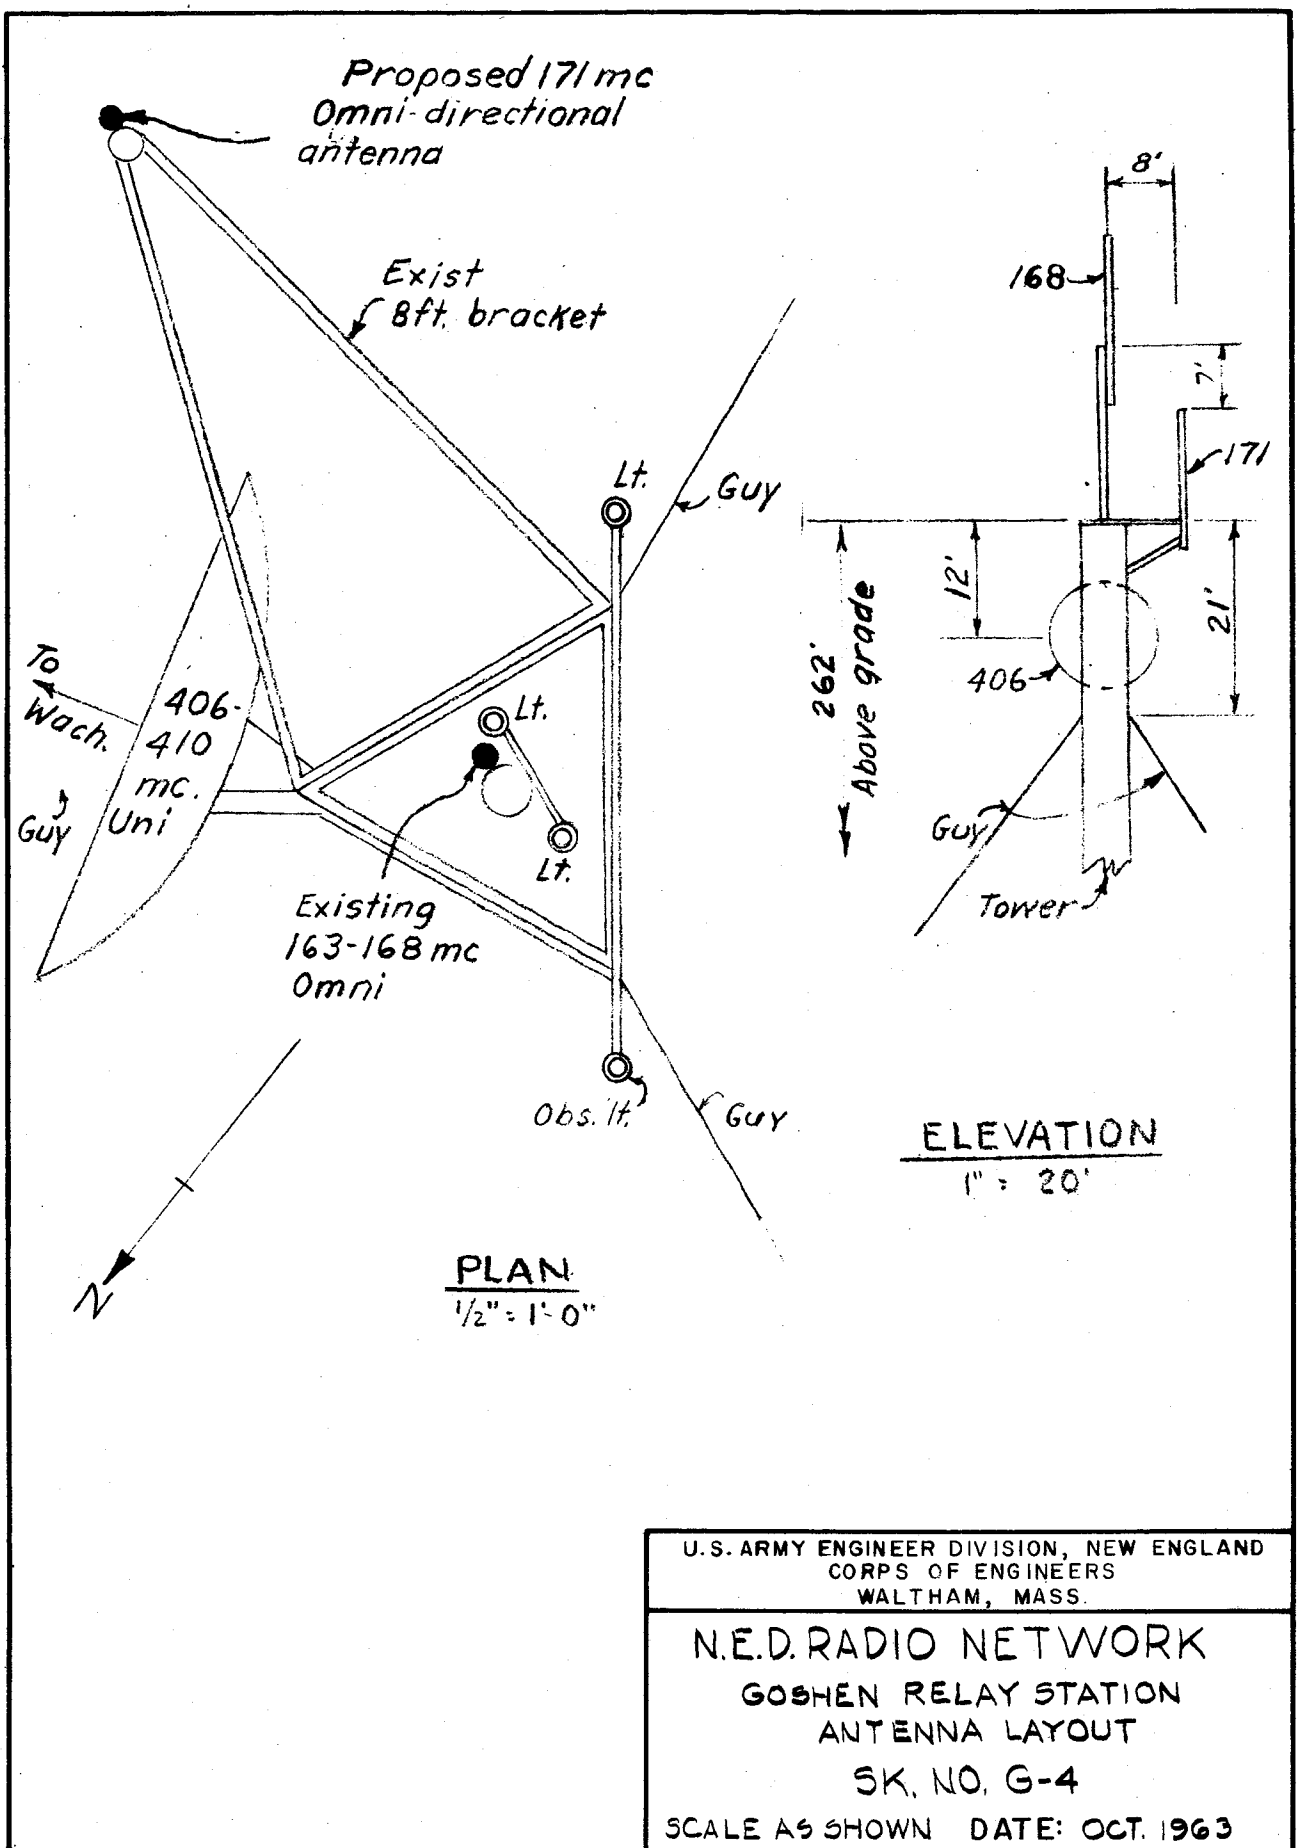 Proposed 171 mc
Omni-directional
antenna
Exist
8ft. bracket
Lt.
Guy
To
Wach.
406-
410
mc.
Uni
Guy
Lt.
Lt.
Existing
163-168 mc
Omni
Obs. lt.
Guy
N
PLAN
1/2" = 1'-0"
8'
168
7'
171
12'
21'
262'
Above grade
406
Guy
Tower
ELEVATION
1" = 20'
U.S. ARMY ENGINEER DIVISION, NEW ENGLAND
CORPS OF ENGINEERS
WALTHAM, MASS.
N.E.D. RADIO NETWORK
GOSHEN RELAY STATION
ANTENNA LAYOUT
SK. NO. G-4
SCALE AS SHOWN DATE: OCT. 1963